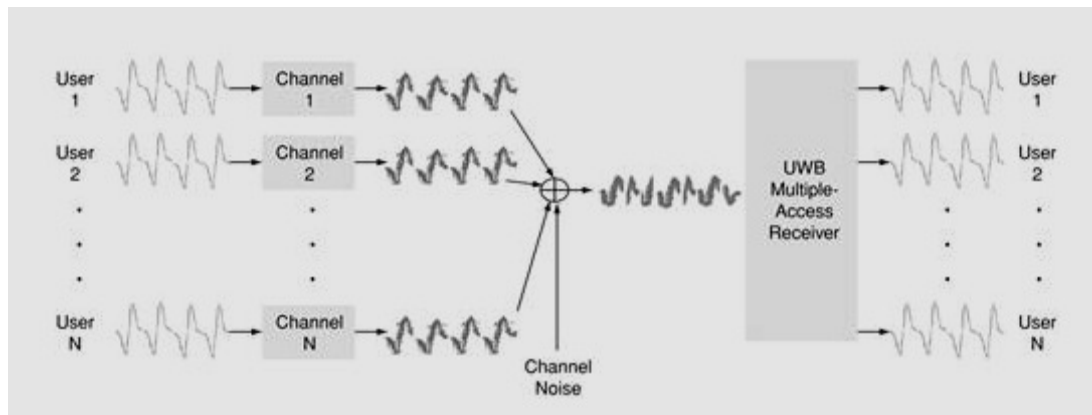 User
1
Channel
1
User
2
Channel
2
User
N
Channel
N
Channel
Noise
UWB
Multiple-
Access
Receiver
User
1
User
2
User
N